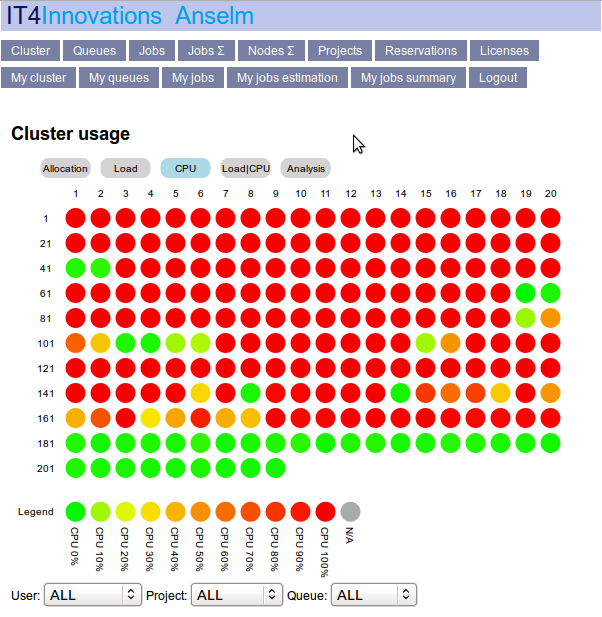 IT4Innovations Anselm
Cluster Queues Jobs Jobs Σ Nodes Σ Projects Reservations Licenses
My cluster My queues My jobs My jobs estimation My jobs summary Logout
Cluster usage
Allocation Load CPU Load|CPU Analysis
1 2 3 4 5 6 7 8 9 10 11 12 13 14 15 16 17 18 19 20
1
21
41
61
81
101
121
141
161
181
201
Legend
CPU 0% CPU 10% CPU 20% CPU 30% CPU 40% CPU 50% CPU 60% CPU 70% CPU 80% CPU 90% CPU 100% N/A
User: ALL Project: ALL Queue: ALL